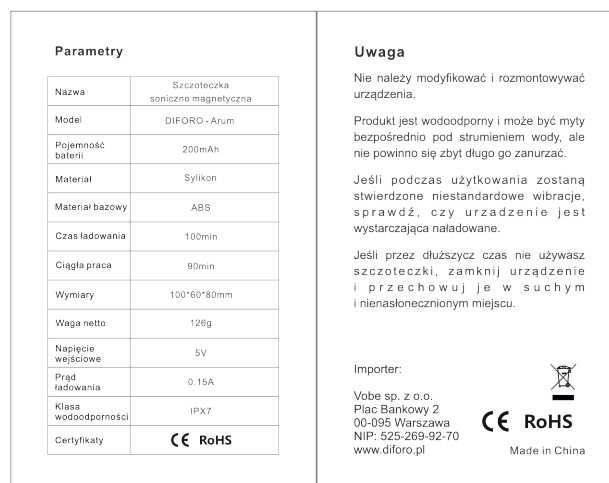 Parametry
Nazwa
Szczoteczka
soniczno magnetyczna
Model
DIFORO - Arum
Pojemność
baterii
200mAh
Materiał
Sylikon
Materiał bazowy
ABS
Czas ładowania
100min
Ciągła praca
90min
Wymiary
100*60*80mm
Waga netto
126g
Napięcie
wejściowe
5V
Prąd
ładowania
0.15A
Klasa
wodoodporności
IPX7
Certyfikaty
CE RoHS
Uwaga
Nie należy modyfikować i rozmontowywać
urządzenia.
Produkt jest wodoodporny i może być myty
bezpośrednio pod strumieniem wody, ale
nie powinno się zbyt długo go zanurzać.
Jeśli podczas użytkowania zostaną
stwierdzone niestandardowe wibracje,
sprawdź, czy urzadzenie jest
wystarczająca naładowane.
Jeśli przez dłuższycz czas nie używasz
szczoteczki, zamknij urządzenie
i przechowuj je w suchym
i nienasłonecznionym miejscu.
Importer:
Vobe sp. z o.o.
Plac Bankowy 2
00-095 Warszawa
NIP: 525-269-92-70
www.diforo.pl
CE RoHS
Made in China